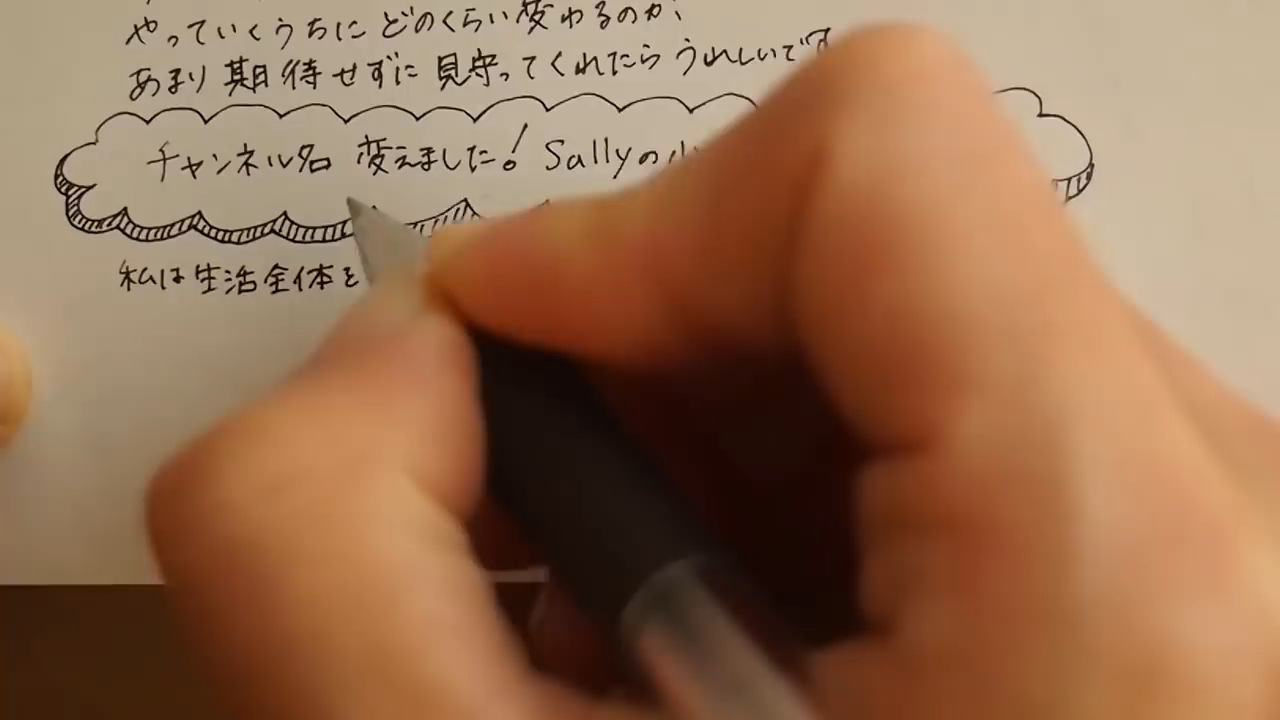 やっていくうちに どのくらい変わるのか、
あまり 期待せずに 見守ってくれたら うれしいです
チャンネル名 変えました! Sallyの小
私は生活全体を